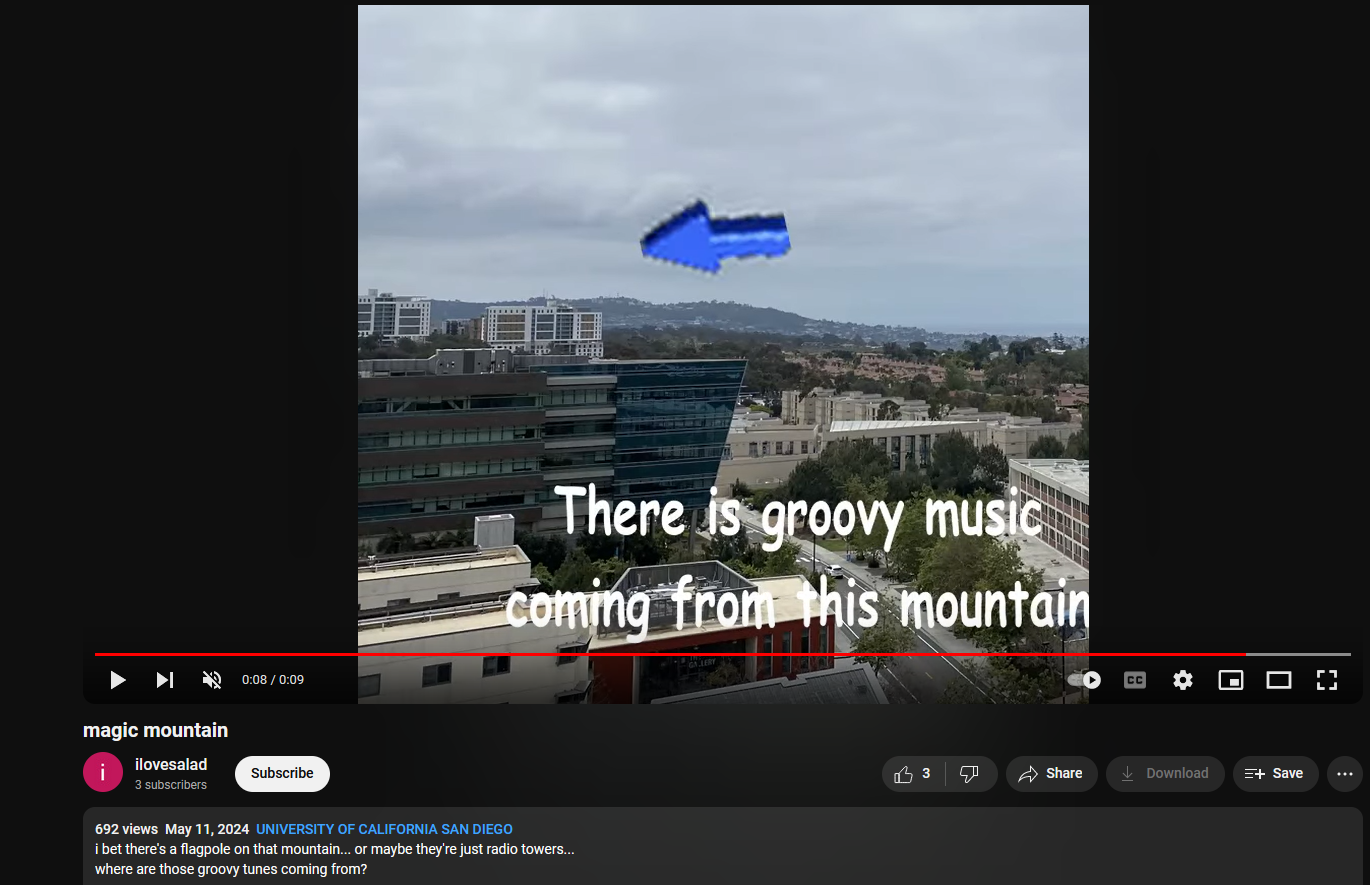 There is groovy music
coming from this mountain
GALLERY
0:08 / 0:09
CC
magic mountain
i
ilovesalad
3 subscribers
Subscribe
3
Share
Download
Save
692 views May 11, 2024 UNIVERSITY OF CALIFORNIA SAN DIEGO
i bet there's a flagpole on that mountain... or maybe they're just radio towers...
where are those groovy tunes coming from?